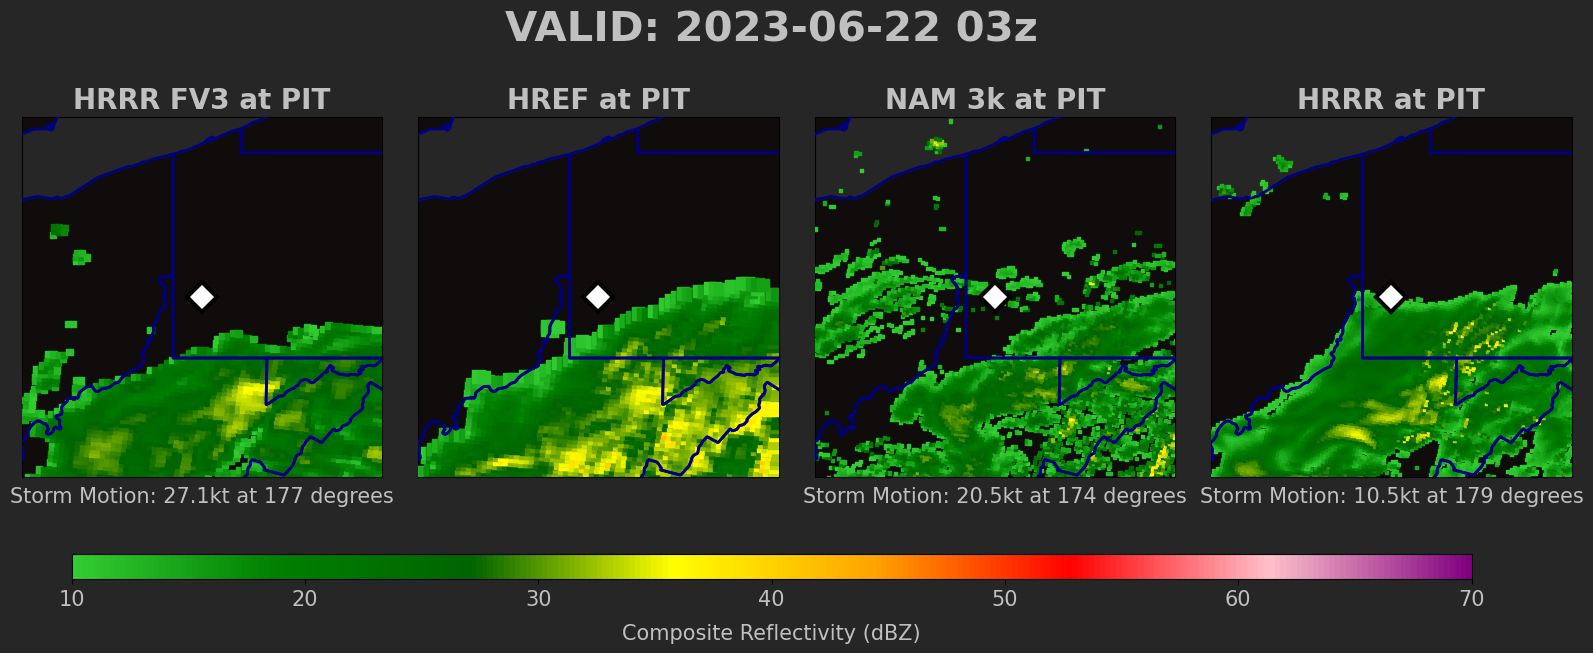 VALID: 2023-06-22 03z
HRRR FV3 at PIT
HREF at PIT
NAM 3k at PIT
HRRR at PIT
Storm Motion: 27.1kt at 177 degrees
Storm Motion: 20.5kt at 174 degrees
Storm Motion: 10.5kt at 179 degrees
10 20 30 40 50 60 70
Composite Reflectivity (dBZ)